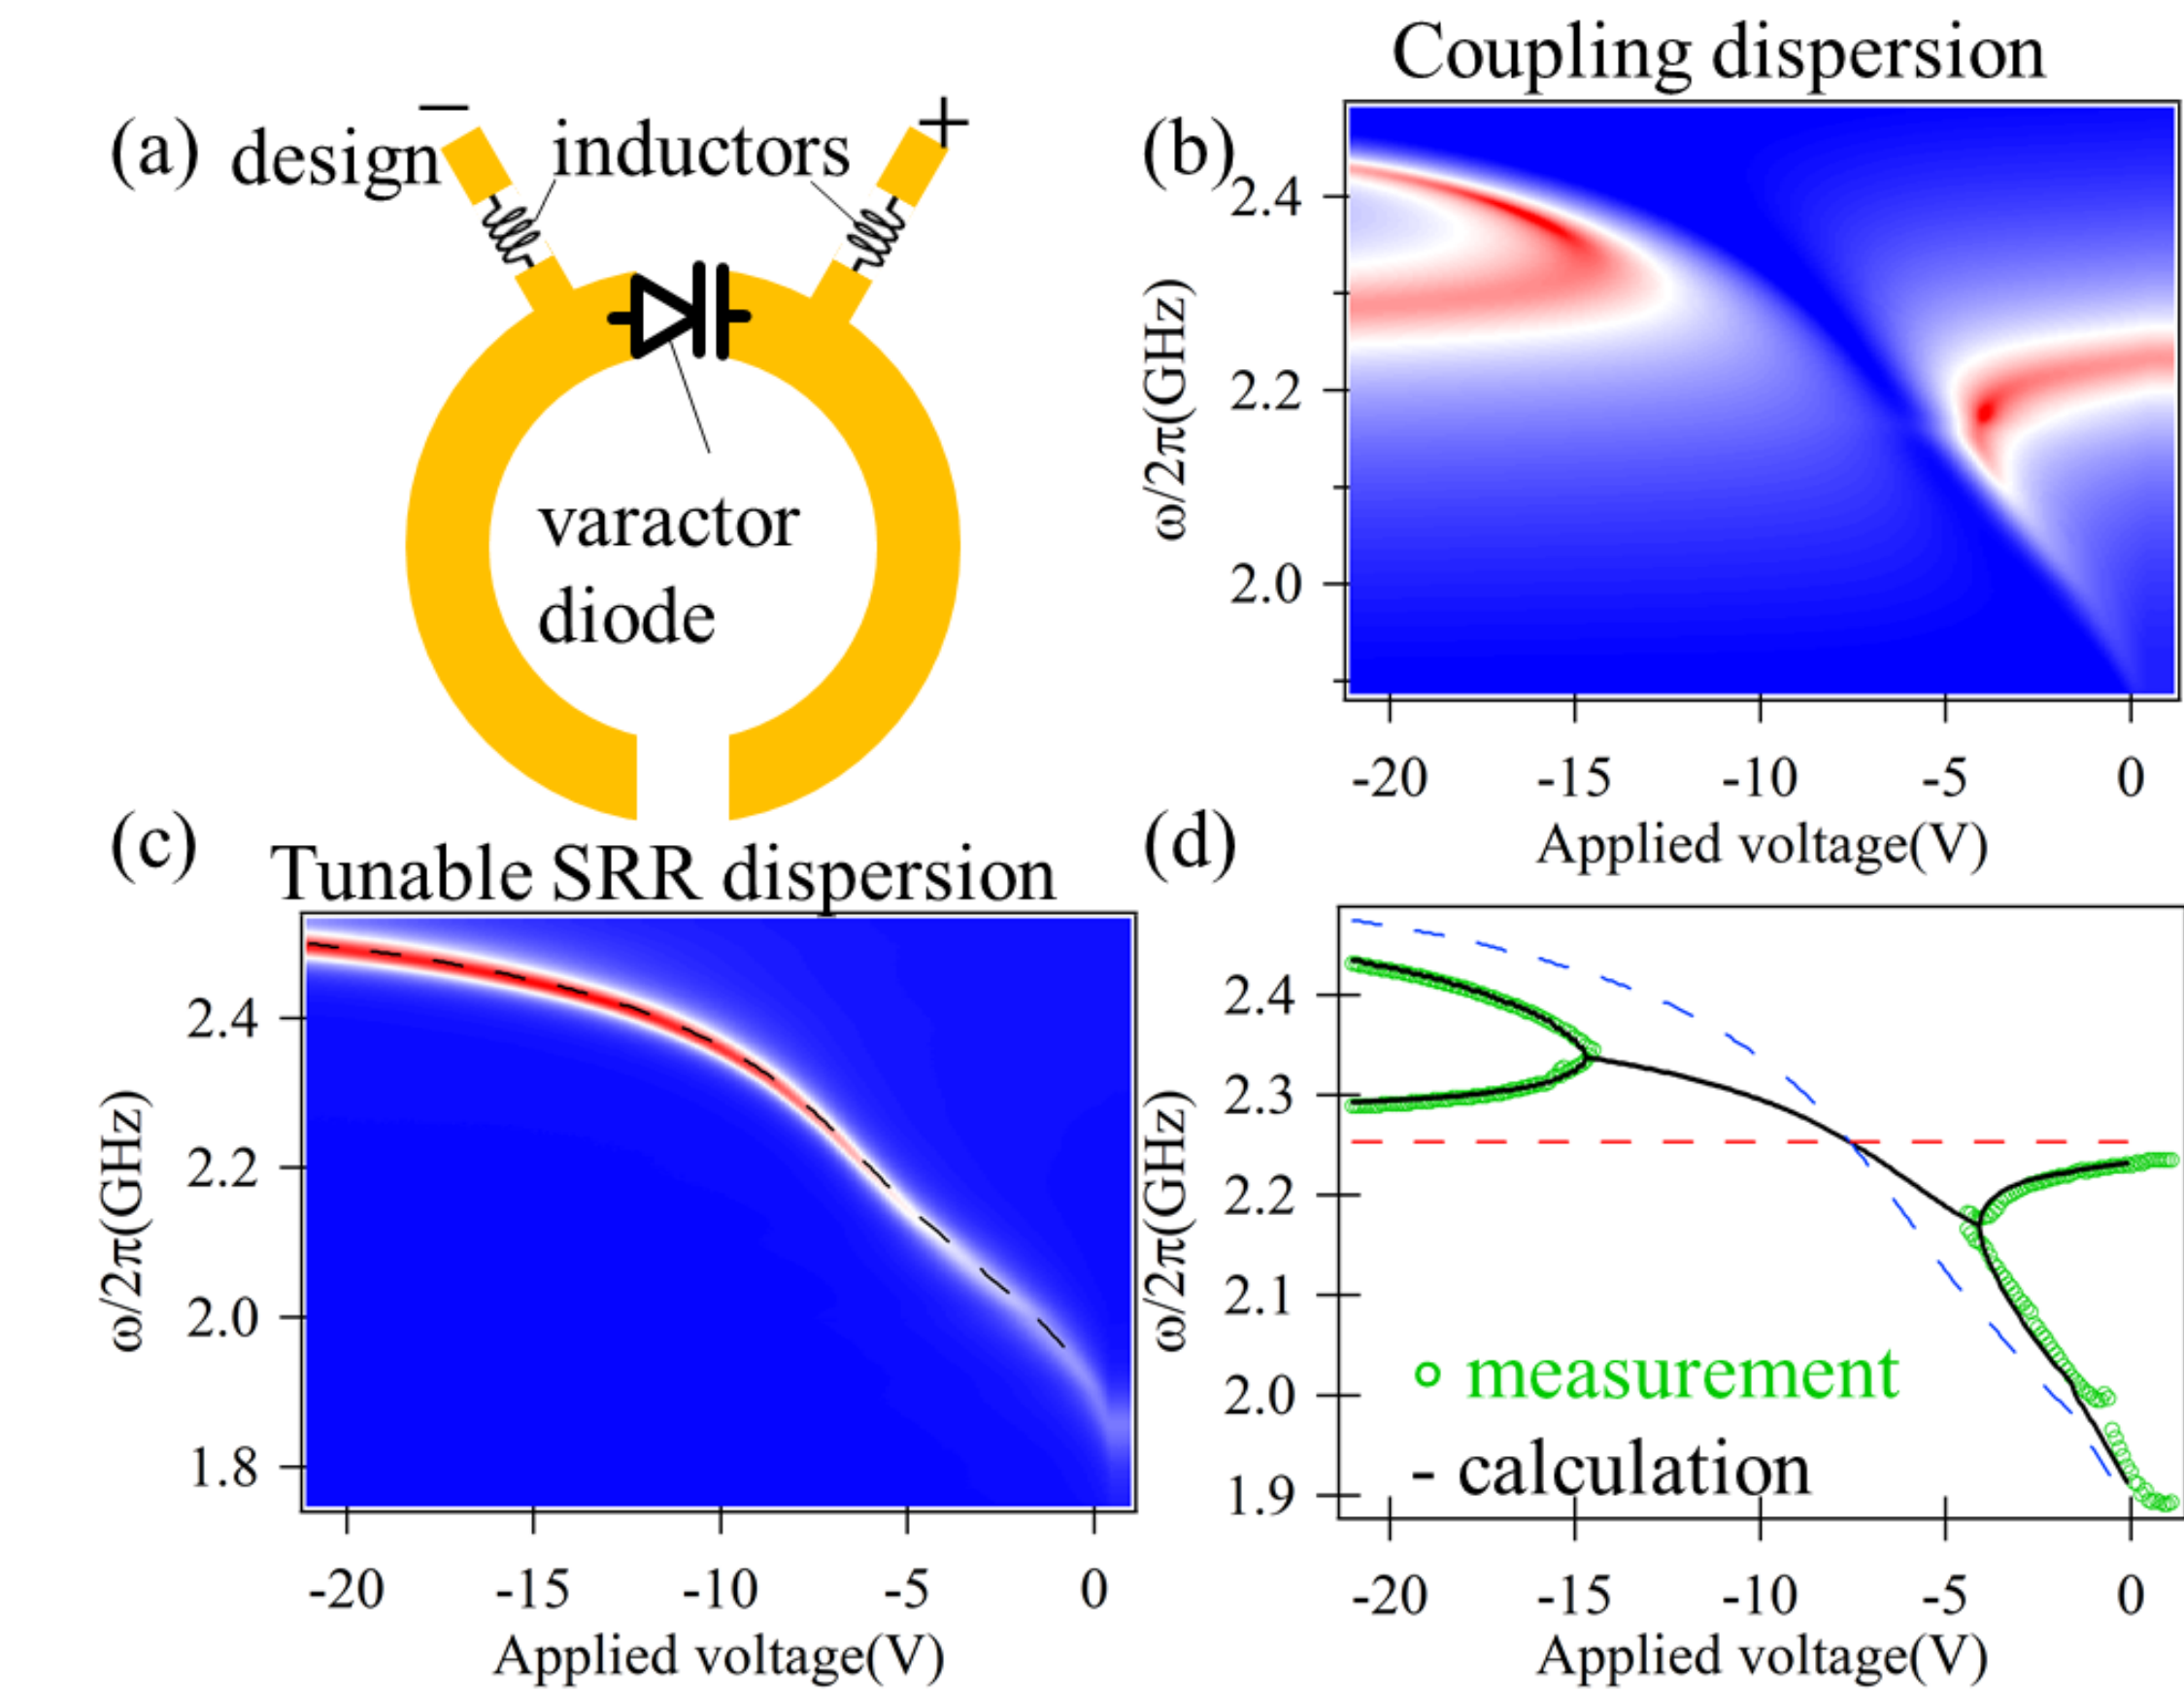 (a) design
−
inductors
+
varactor
diode
Coupling dispersion
(b)
2.4
2.2
2.0
ω/2π(GHz)
-20 -15 -10 -5 0
Applied voltage(V)
(c)
Tunable SRR dispersion
2.4
2.2
2.0
1.8
ω/2π(GHz)
-20 -15 -10 -5 0
Applied voltage(V)
(d)
2.4
2.3
2.2
2.1
2.0
1.9
ω/2π(GHz)
measurement
- calculation
-20 -15 -10 -5 0
Applied voltage(V)